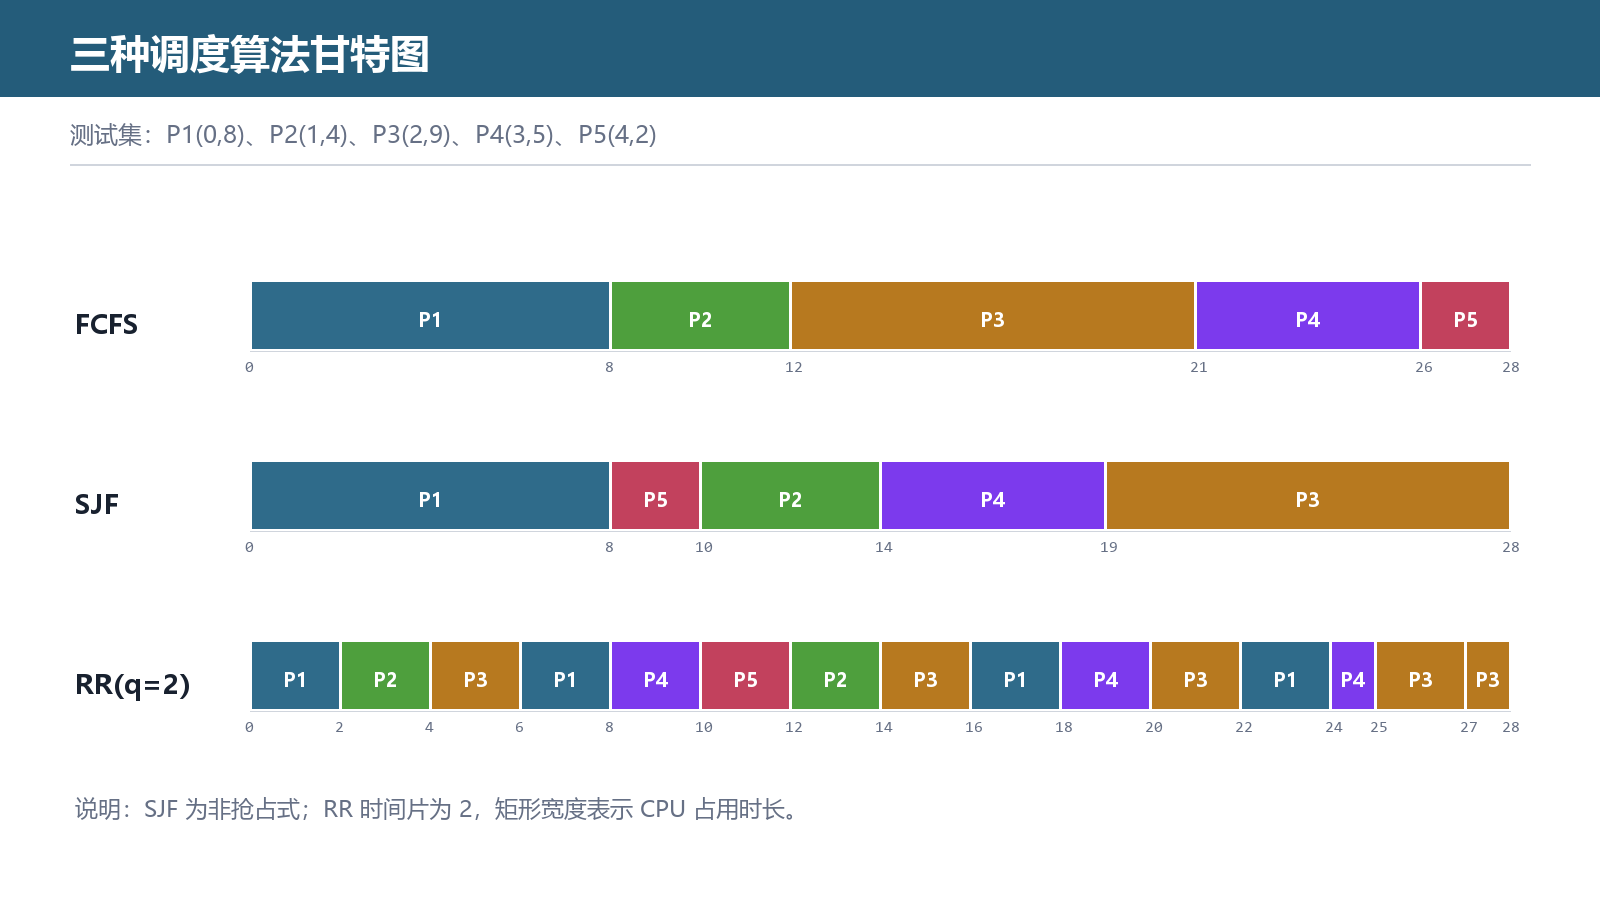 三种调度算法甘特图
测试集：P1(0,8)、P2(1,4)、P3(2,9)、P4(3,5)、P5(4,2)
FCFS P1 P2 P3 P4 P5
0 8 12 21 26 28
SJF P1 P5 P2 P4 P3
0 8 10 14 19 28
RR(q=2) P1 P2 P3 P1 P4 P5 P2 P3 P1 P4 P3 P1 P4 P3 P3
0 2 4 6 8 10 12 14 16 18 20 22 24 25 27 28
说明：SJF 为非抢占式；RR 时间片为 2，矩形宽度表示 CPU 占用时长。